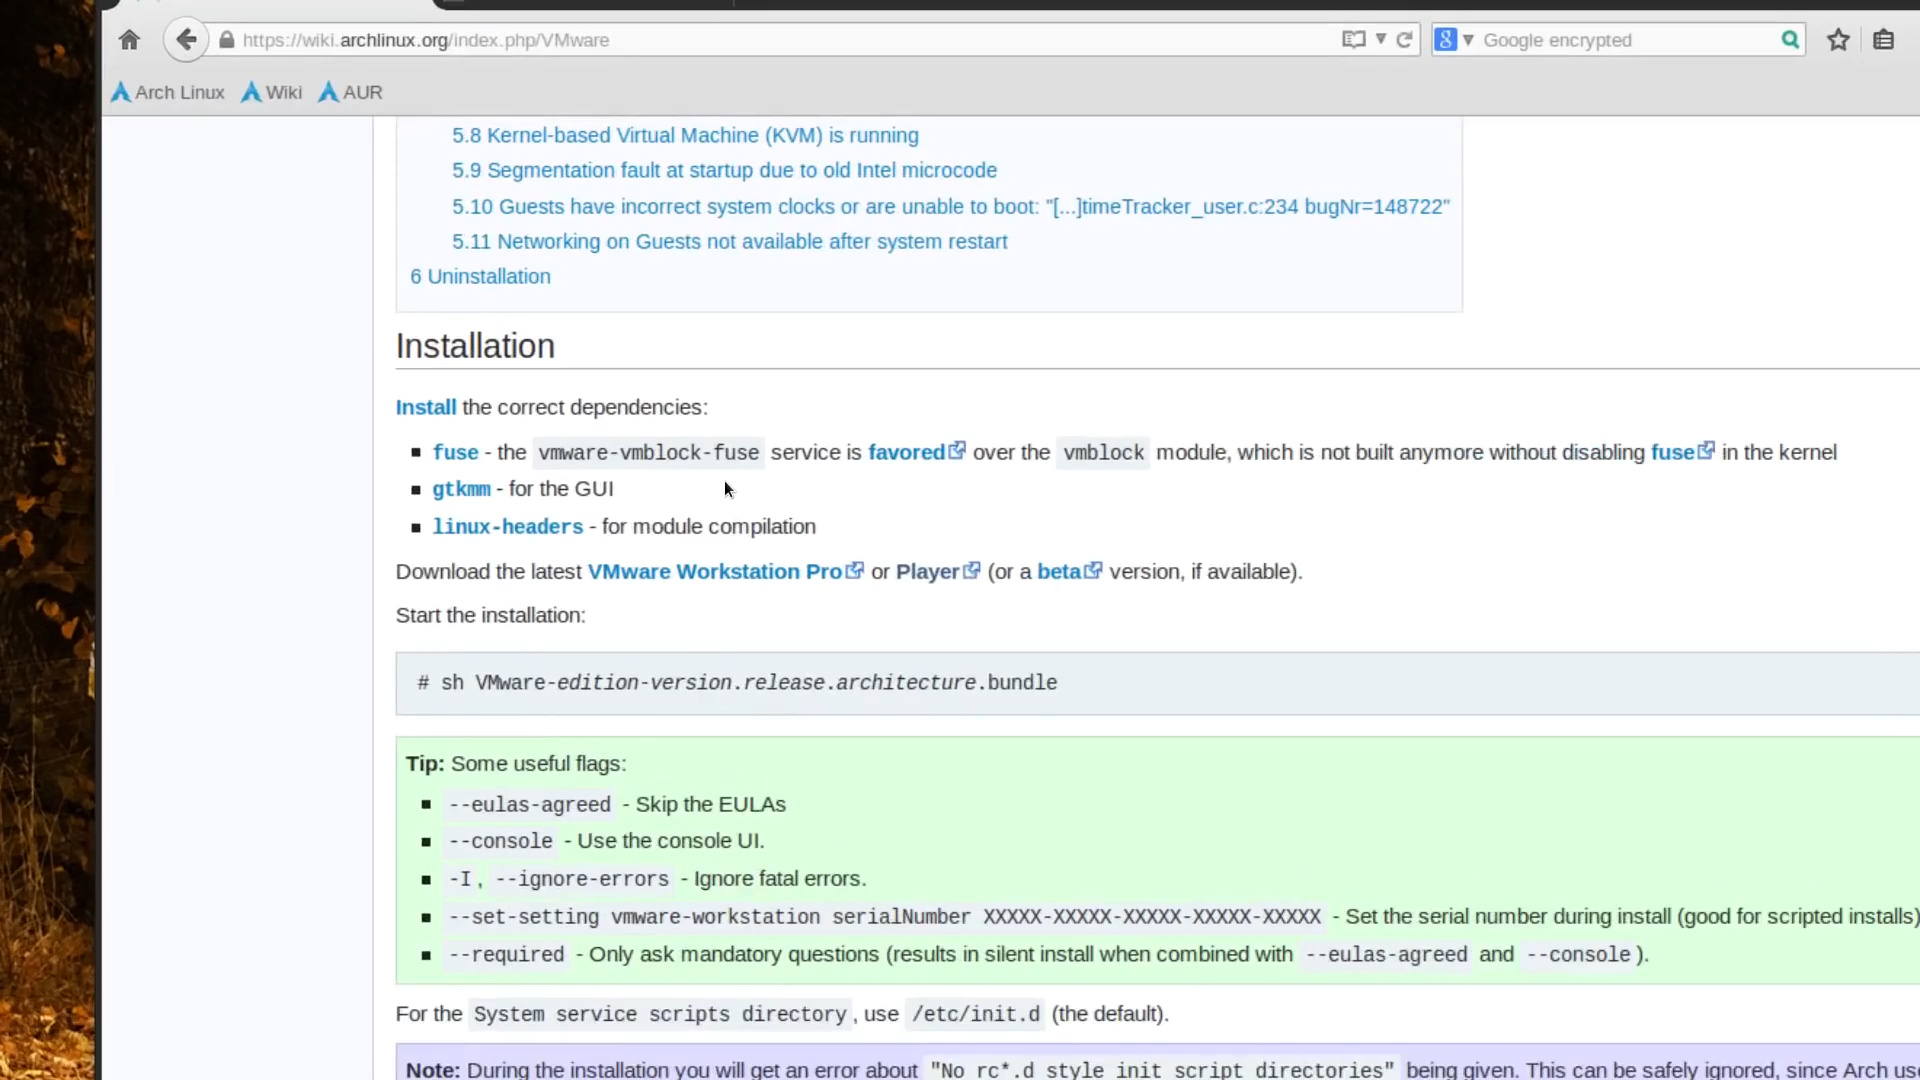 https://wiki.archlinux.org/index.php/VMware
Google encrypted
Arch Linux Wiki AUR
5.8 Kernel-based Virtual Machine (KVM) is running
5.9 Segmentation fault at startup due to old Intel microcode
5.10 Guests have incorrect system clocks or are unable to boot: "[...]timeTracker_user.c:234 bugNr=148722"
5.11 Networking on Guests not available after system restart
6 Uninstallation
Installation
Install the correct dependencies:
fuse - the vmware-vmblock-fuse service is favored over the vmblock module, which is not built anymore without disabling fuse in the kernel
gtkmm - for the GUI
linux-headers - for module compilation
Download the latest VMware Workstation Pro or Player (or a beta version, if available).
Start the installation:
# sh VMware-edition-version.release.architecture.bundle
Tip: Some useful flags:
--eulas-agreed - Skip the EULAs
--console - Use the console UI.
-I, --ignore-errors - Ignore fatal errors.
--set-setting vmware-workstation serialNumber XXXXX-XXXXX-XXXXX-XXXXX-XXXXX - Set the serial number during install (good for scripted installs)
--required - Only ask mandatory questions (results in silent install when combined with --eulas-agreed and --console).
For the System service scripts directory, use /etc/init.d (the default).
Note: During the installation you will get an error about "No rc*.d style init script directories" being given. This can be safely ignored, since Arch